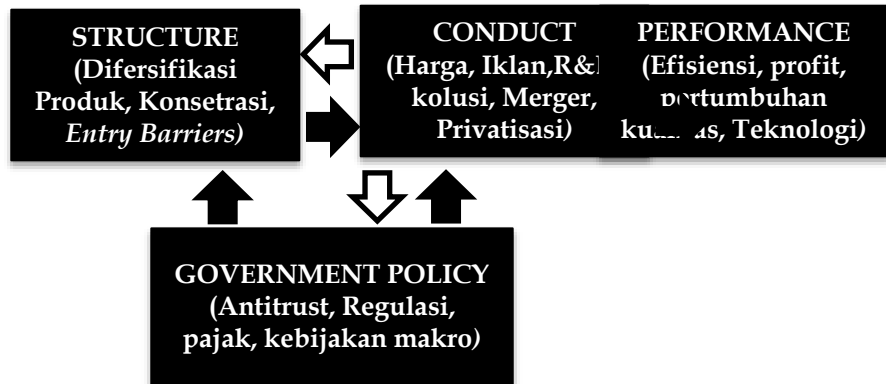 STRUCTURE
(Difersifikasi
Produk, Konsetrasi,
Entry Barriers)
CONDUCT
(Harga, Iklan,R&
kolusi, Merger,
Privatisasi)
PERFORMANCE
(Efisiensi, profit,
pertumbuhan
Teknologi)
GOVERNMENT POLICY
(Antitrust, Regulasi,
pajak, kebijakan makro)